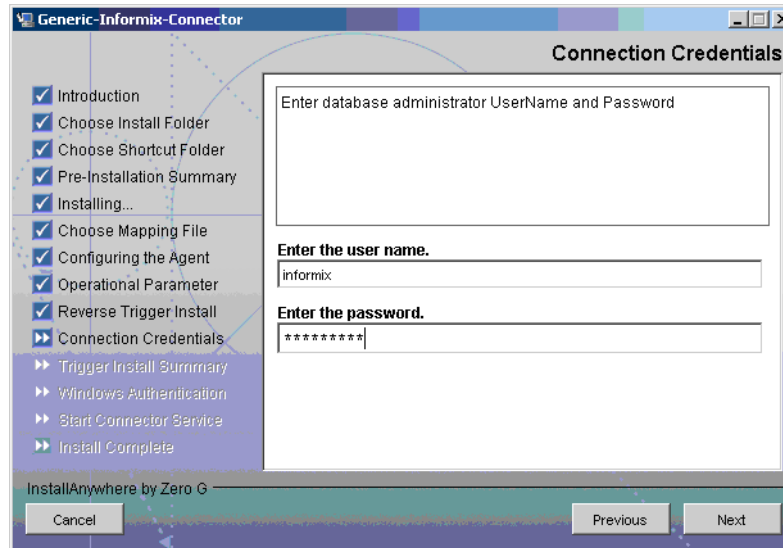 Generic-Informix-Connector
Connection Credentials
Introduction
Choose Install Folder
Choose Shortcut Folder
Pre-Installation Summary
Installing...
Choose Mapping File
Configuring the Agent
Operational Parameter
Reverse Trigger Install
Connection Credentials
Trigger Install Summary
Windows Authentication
Start Connector Service
Install Complete
Enter database administrator UserName and Password
Enter the user name.
informix
Enter the password.
*********
InstallAnywhere by Zero G
Cancel
Previous
Next